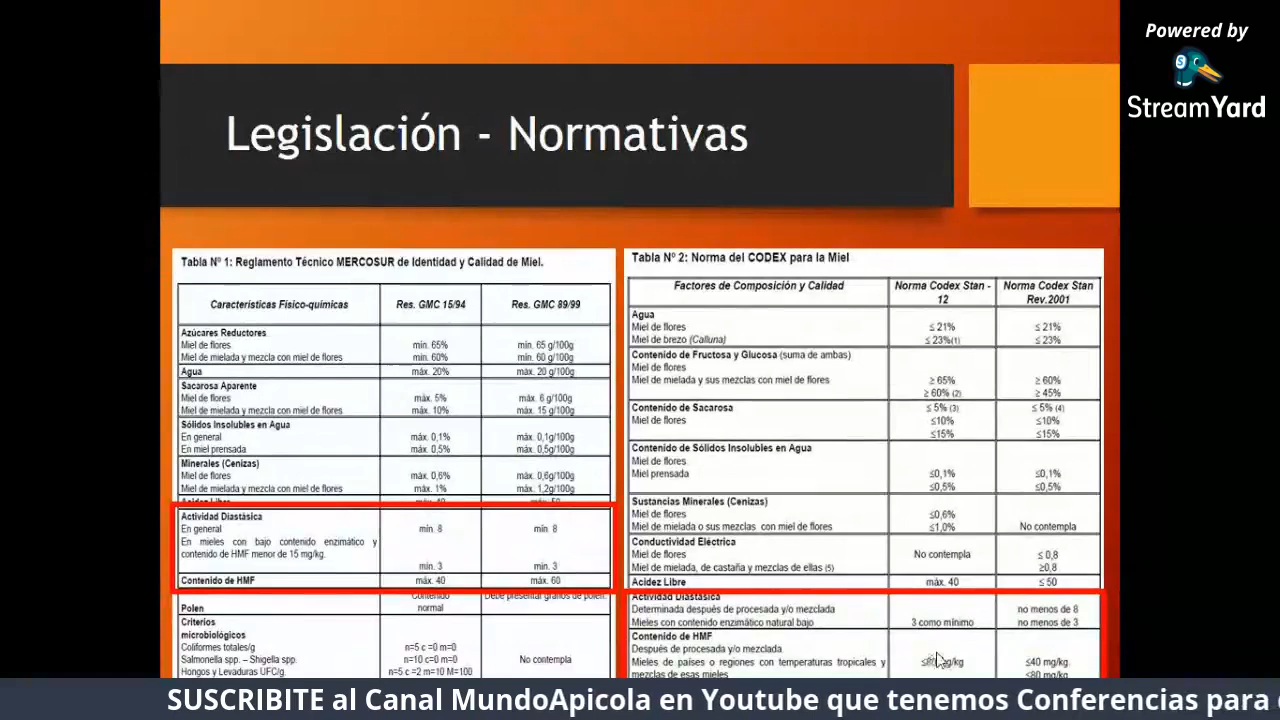 Powered by
StreamYard
Legislación - Normativas
Tabla Nº 1: Reglamento Técnico MERCOSUR de Identidad y Calidad de Miel.
Características Físico-químicas Res. GMC 15/94 Res. GMC 89/99
Azúcares Reductores
Miel de flores mín. 65% mín. 65 g/100g
Miel de mielada y mezcla con miel de flores mín. 60% mín. 60 g/100g
Agua máx. 20% máx. 20 g/100g
Sacarosa Aparente
Miel de flores máx. 5% máx. 6 g/100g
Miel de mielada y mezcla con miel de flores máx. 10% máx. 15 g/100g
Sólidos Insolubles en Agua
En general máx. 0,1% máx. 0,1g/100g
En miel prensada máx. 0,5% máx. 0,5g/100g
Minerales (Cenizas)
Miel de flores máx. 0,6% máx. 0,6g/100g
Miel de mielada y mezcla con miel de flores máx. 1% máx. 1,2g/100g
Actividad Diastásica
En general mín. 8 mín. 8
En mieles con bajo contenido enzimático y
contenido de HMF menor de 15 mg/kg.
mín. 3 mín. 3
Contenido de HMF máx. 40 máx. 60
Contenido Debe presentar granos de polen.
Polen normal
Criterios
microbiológicos
Coliformes totales/g n=5 c =0 m=0
Salmonella spp. – Shigella spp. n=10 c=0 m=0 No contempla
Hongos y Levaduras UFC/g. n=5 c=2 m=10 M=100
Tabla Nº 2: Norma del CODEX para la Miel
Factores de Composición y Calidad Norma Codex Stan - 12 Norma Codex Stan Rev.2001
Agua
Miel de flores ≤ 21% ≤ 21%
Miel de brezo (Calluna) ≤ 23%(1) ≤ 23%
Contenido de Fructosa y Glucosa (suma de ambas)
Miel de flores
Miel de mielada y sus mezclas con miel de flores ≥ 65% ≥ 60%
≥ 60% (2) ≥ 45%
Contenido de Sacarosa ≤ 5% (3) ≤ 5% (4)
Miel de flores ≤10% ≤10%
≤15% ≤15%
Contenido de Sólidos Insolubles en Agua
Miel de flores
Miel prensada ≤0,1% ≤0,1%
≤0,5% ≤0,5%
Sustancias Minerales (Cenizas)
Miel de flores ≤0,6%
Miel de mielada o sus mezclas con miel de flores ≤1,0% No contempla
Conductividad Eléctrica
Miel de flores No contempla ≤ 0,8
Miel de mielada, de castaña y mezclas de ellas (5) ≥0,8
Acidez Libre máx. 40 ≤ 50
Actividad Diastásica
Determinada después de procesada y/o mezclada no menos de 8
Mieles con contenido enzimático natural bajo 3 como mínimo no menos de 3
Contenido de HMF
Después de procesada y/o mezclada
Mieles de países o regiones con temperaturas tropicales y ≤40 mg/kg.
mezclas de esas mieles ≤80 mg/kg
SUSCRIBITE al Canal MundoApicola en Youtube que tenemos Conferencias para